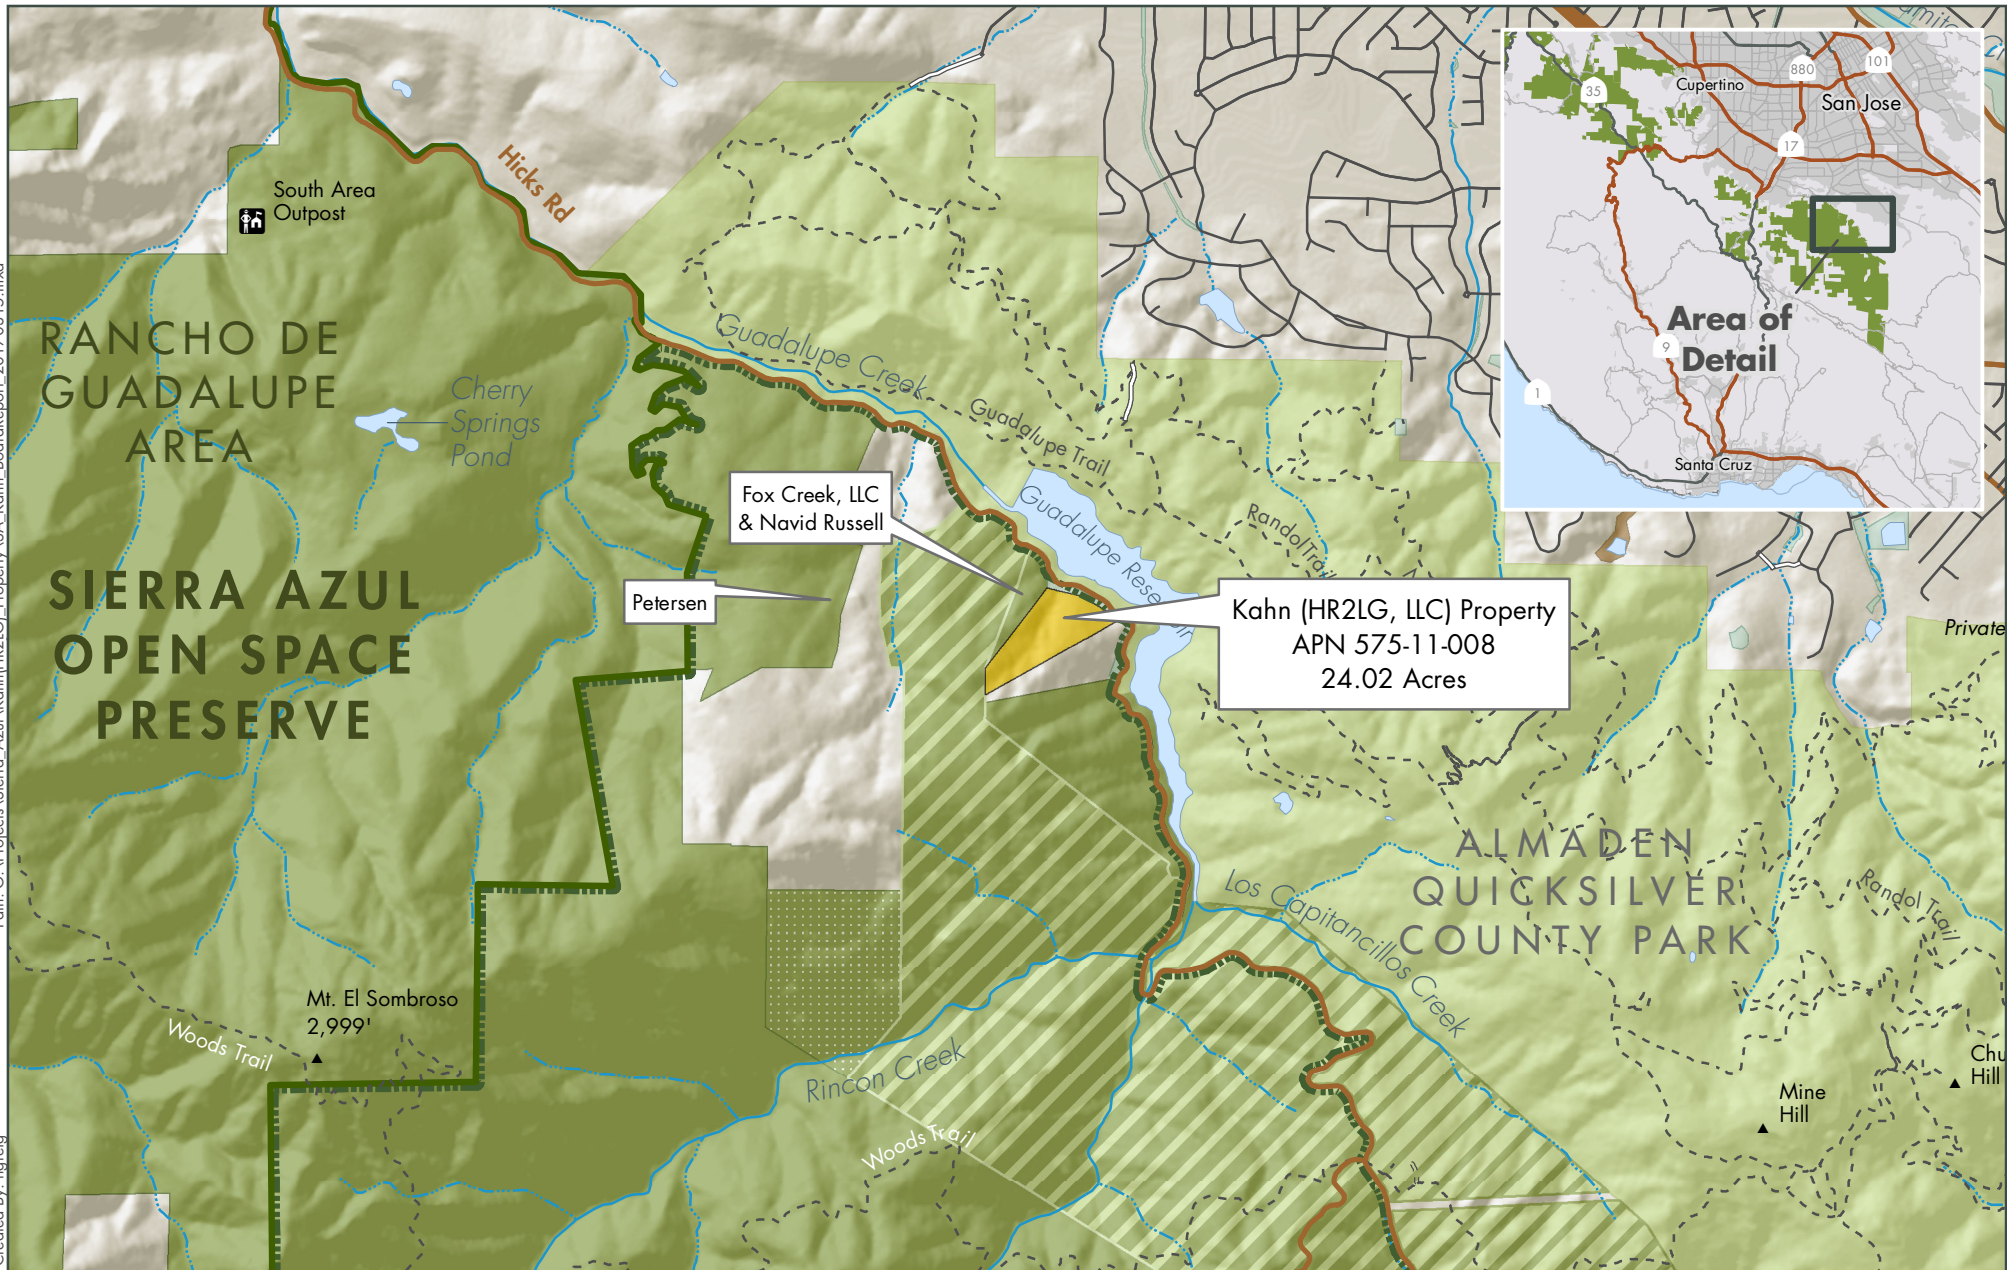 Hicks Rd
South Area
Outpost
RANCHO DE
GUADALUPE
AREA
Cherry
Springs
Pond
SIERRA AZUL
OPEN SPACE
PRESERVE
Guadalupe Creek
Guadalupe Trail
Fox Creek, LLC
& Navid Russell
Petersen
Kahn (HR2LG, LLC) Property
APN 575-11-008
24.02 Acres
Randol Trail
35
Cupertino
880
101
San Jose
17
Area of
Detail
9
1
Santa Cruz
Private
ALMADEN
QUICKSILVER
COUNTY PARK
Los Capitancillos Creek
Randol Trail
Mt. El Sombroso
2,999'
Woods Trail
Rincon Creek
Woods Trail
Mine
Hill
Chu
Hill